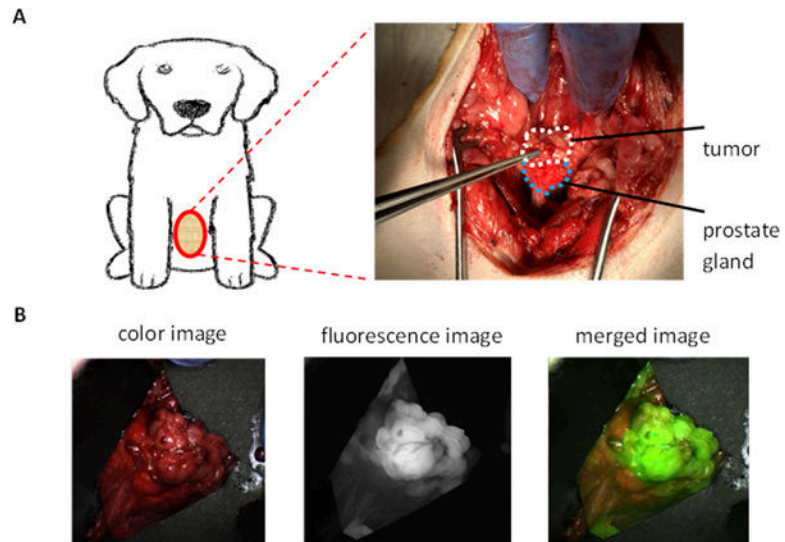 A
tumor
prostate
gland
B
color image
fluorescence image
merged image